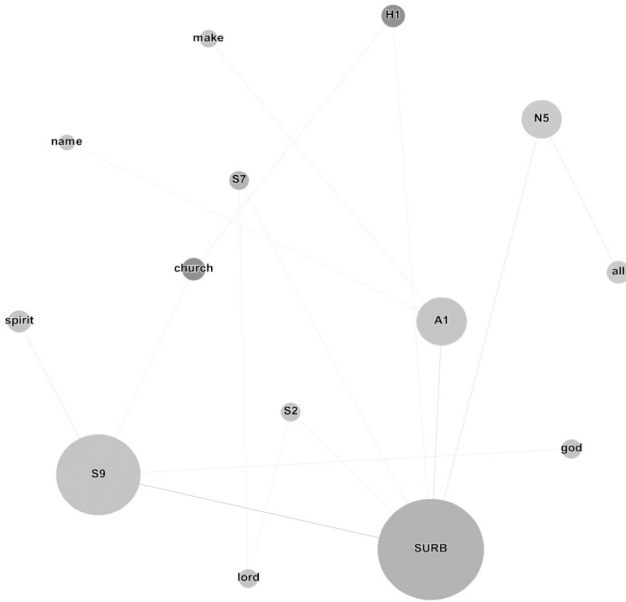 H1
make
N5
name
S7
church
all
spirit
A1
S2
god
S9
SURB
lord